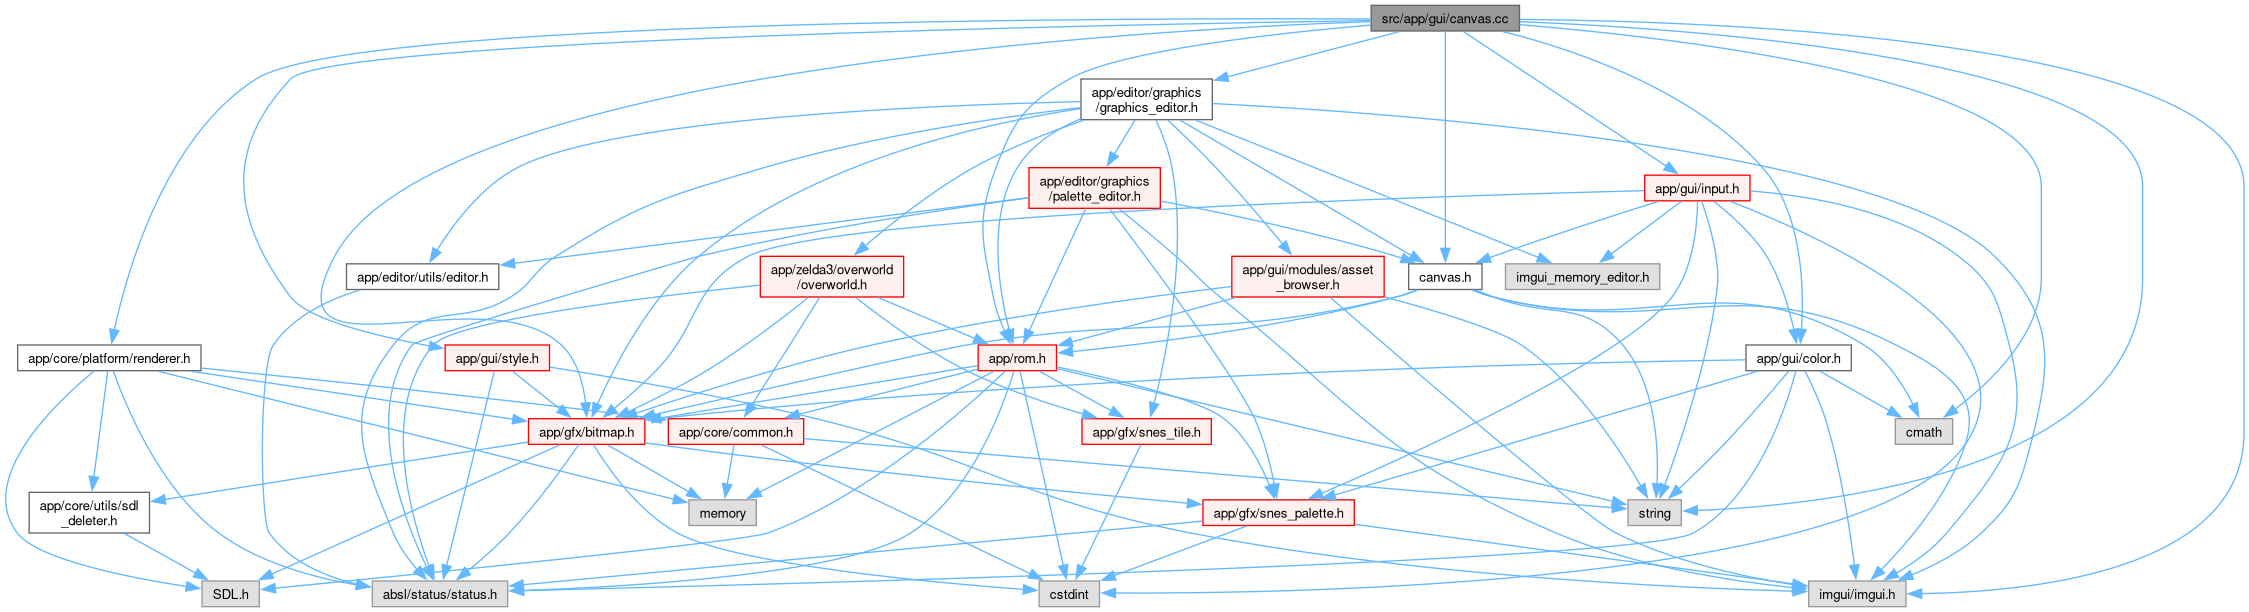 src/app/gui/canvas.cc
app/editor/graphics
/graphics_editor.h
app/editor/graphics
/palette_editor.h
app/gui/input.h
app/editor/utils/editor.h
app/zelda3/overworld
/overworld.h
app/gui/modules/asset
_browser.h
canvas.h
imgui_memory_editor.h
app/core/platform/renderer.h
app/gui/style.h
app/rom.h
app/gui/color.h
app/gfx/bitmap.h
app/core/common.h
app/gfx/snes_tile.h
cmath
app/core/utils/sdl
_deleter.h
memory
app/gfx/snes_palette.h
string
SDL.h
absl/status/status.h
cstdint
imgui/imgui.h